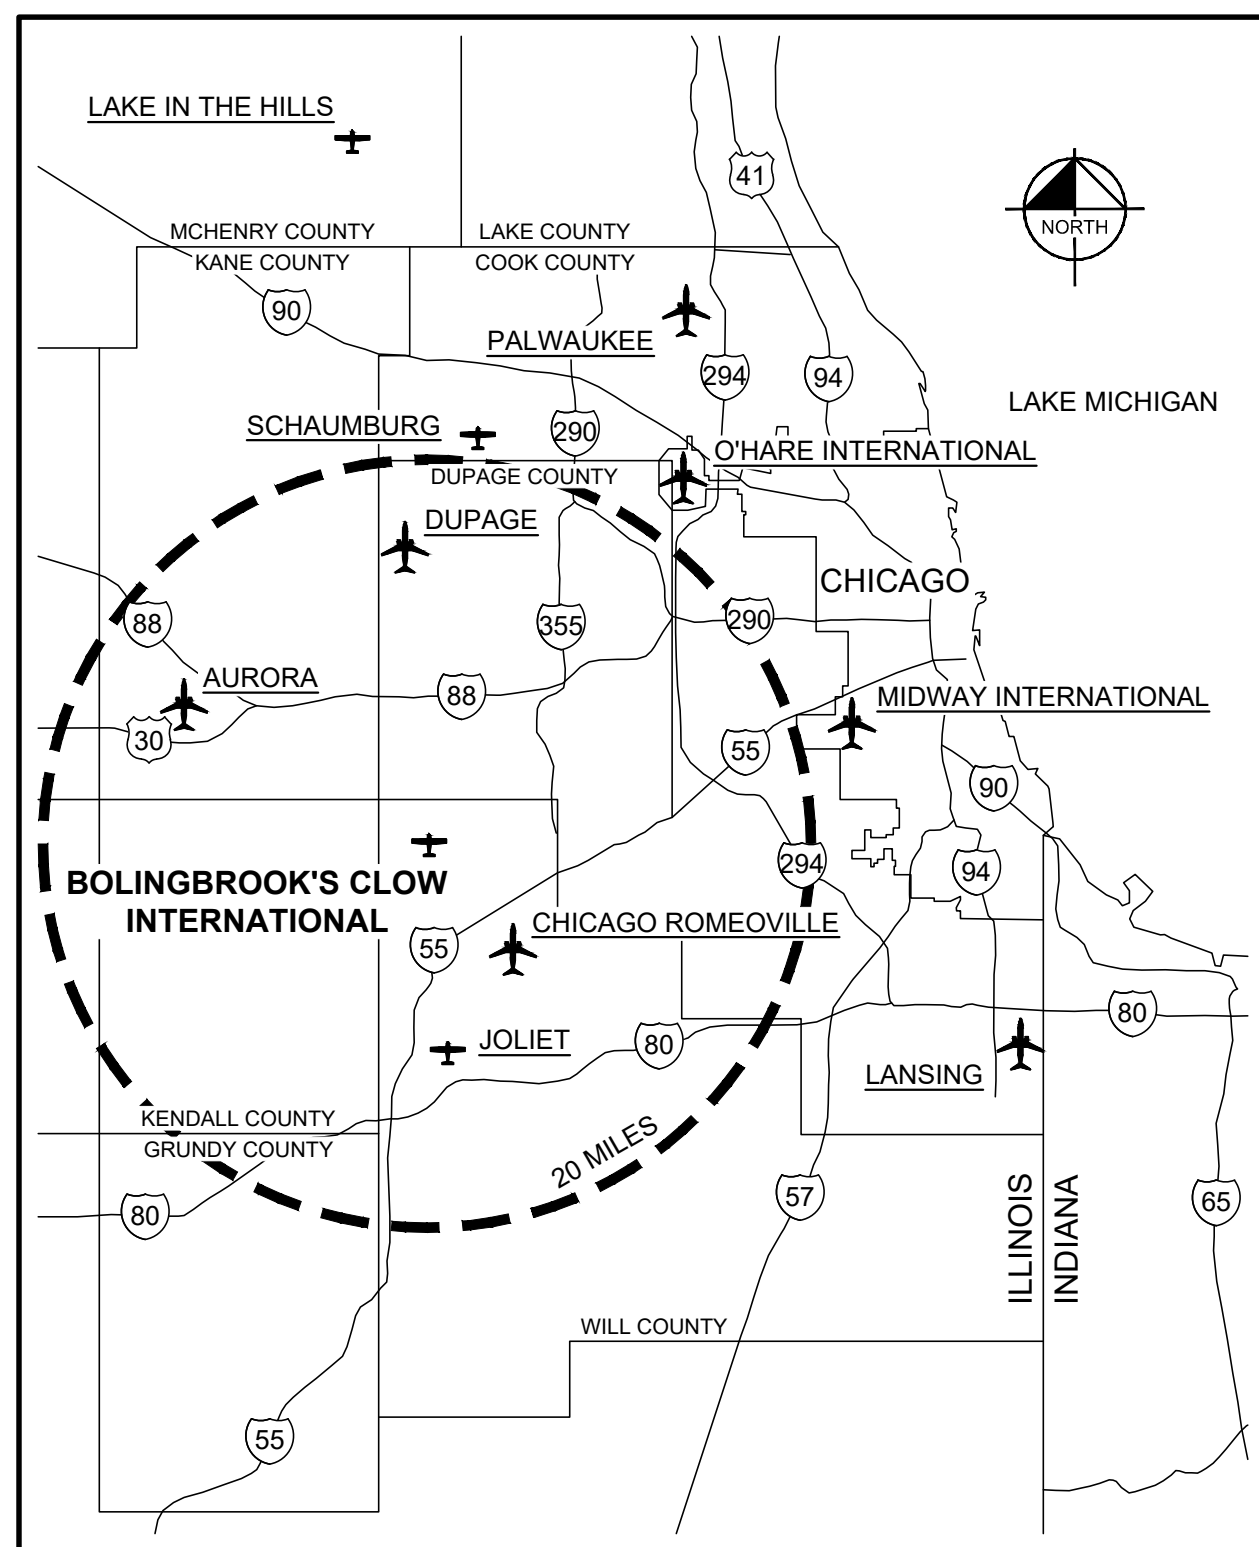 LAKE IN THE HILLS
41
NORTH
MCHENRY COUNTY
LAKE COUNTY
KANE COUNTY
COOK COUNTY
90
PALWAUKEE
294
94
LAKE MICHIGAN
SCHAUMBURG
290
O'HARE INTERNATIONAL
DUPAGE COUNTY
DUPAGE
CHICAGO
88
355
290
AURORA
88
MIDWAY INTERNATIONAL
30
55
90
294
94
BOLINGBROOK'S CLOW
INTERNATIONAL
CHICAGO ROMEOVILLE
55
80
JOLIET
80
LANSING
KENDALL COUNTY
GRUNDY COUNTY
20 MILES
80
57
ILLINOIS
INDIANA
65
WILL COUNTY
55